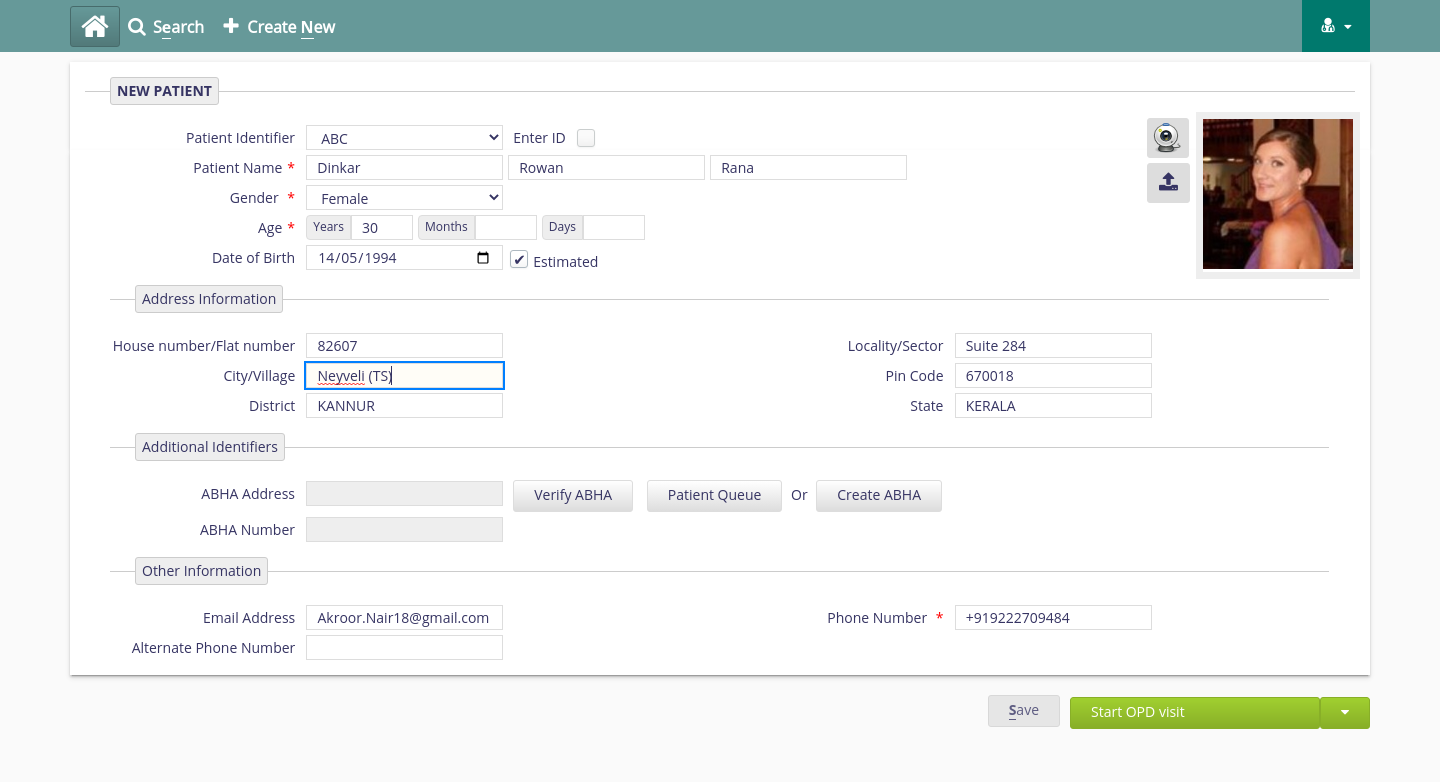 Search Create New
NEW PATIENT
Patient Identifier ABC Enter ID
Patient Name * Dinkar Rowan Rana
Gender * Female
Age * Years 30 Months Days
Date of Birth 14/05/1994 Estimated
Address Information
House number/Flat number 82607 Locality/Sector Suite 284
City/Village Neyveli (TS) Pin Code 670018
District KANNUR State KERALA
Additional Identifiers
ABHA Address Verify ABHA Patient Queue Or Create ABHA
ABHA Number
Other Information
Email Address Akroor.Nair18@gmail.com Phone Number * +919222709484
Alternate Phone Number
Save Start OPD visit